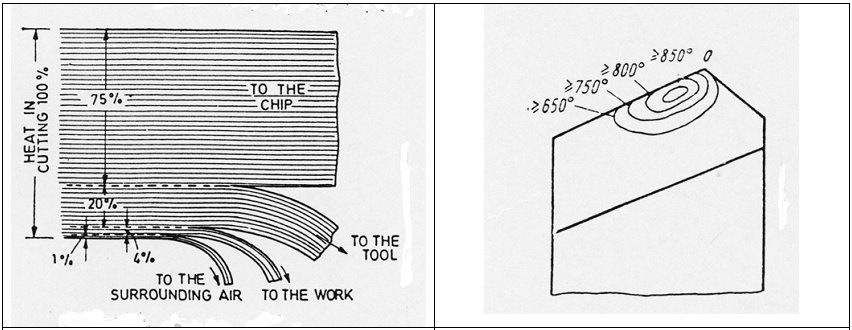 HEAT IN
CUTTING 100 %
75%
TO THE
CHIP
20%
1%
4%
TO THE
TOOL
TO THE
SURROUNDING AIR
TO THE WORK
≥850° 0
≥800°
≥750°
≥650°